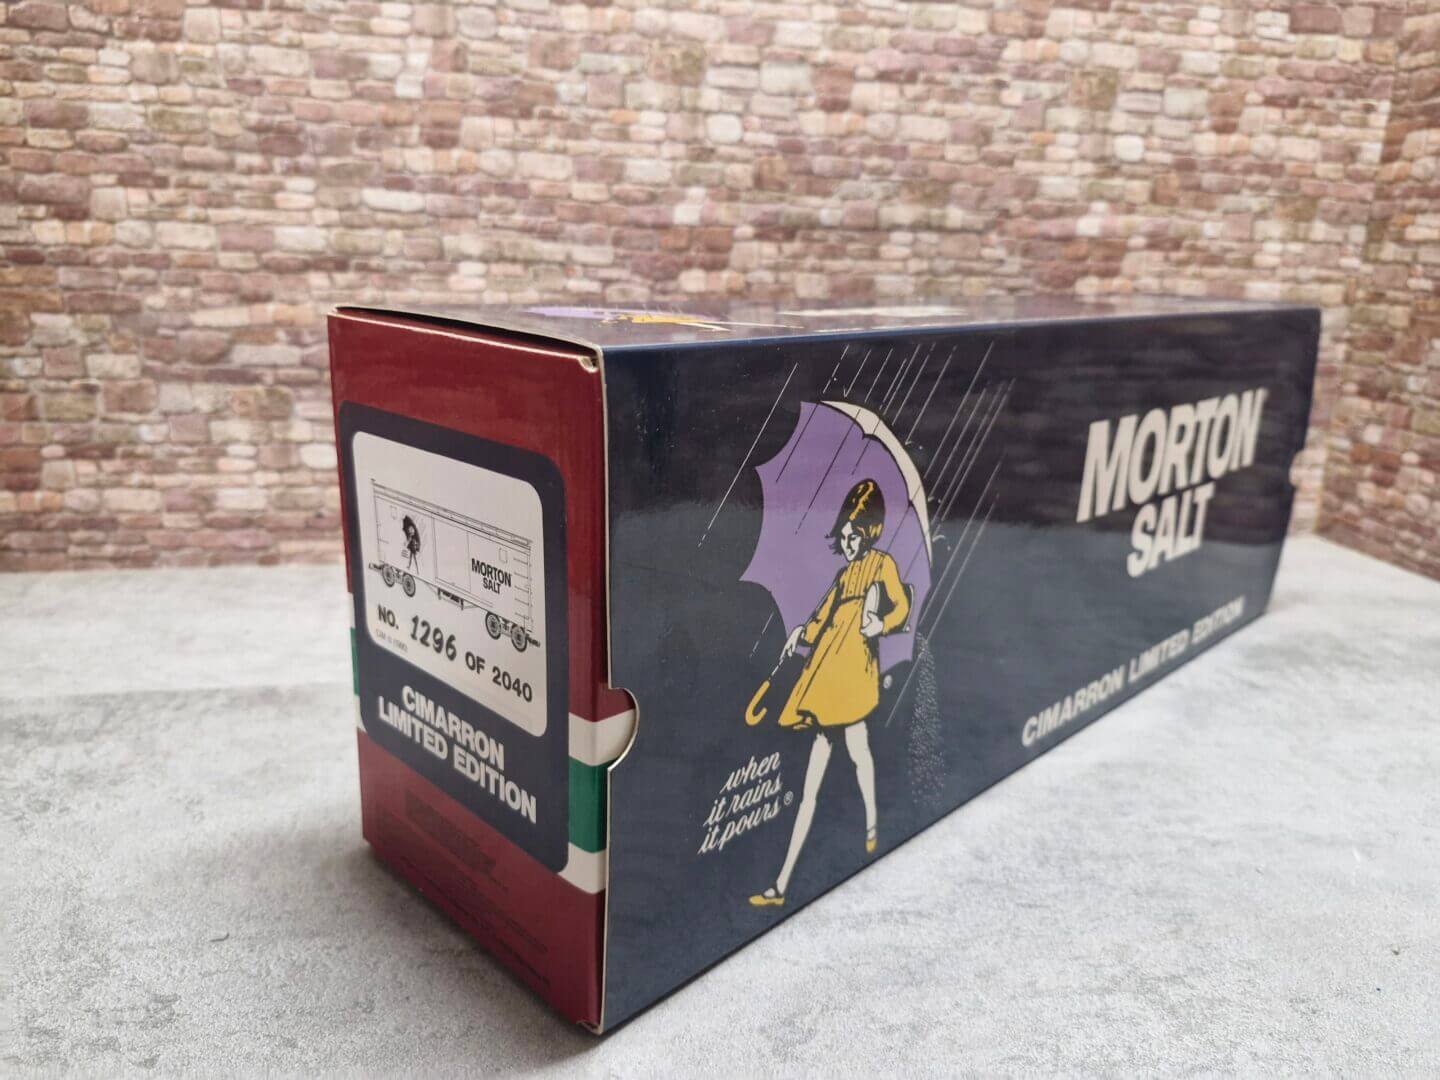 MORTON
SALT
NO. 1296 OF 2040
CIMARRON
LIMITED EDITION
when
it rains
it pours®
®
MORTON
SALT
CIMARRON LIMITED EDITION